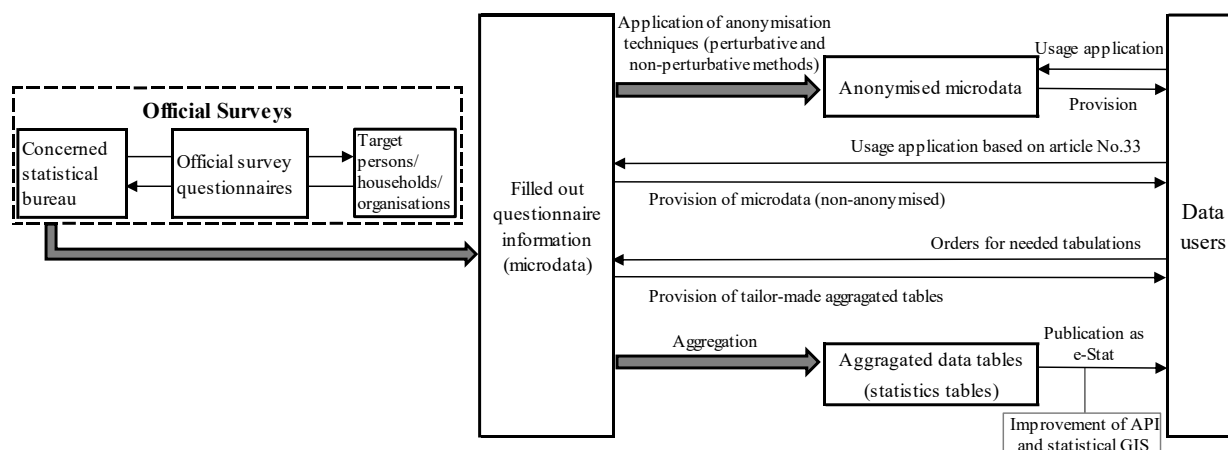 Official Surveys
Concerned
statistical
bureau
Official survey
questionnaires
Target
persons/
households/
organisations
Filled out
questionnaire
information
(microdata)
Application of anonymisation
techniques (perturbative and
non-perturbative methods)
Anonymised microdata
Usage application
Provision
Usage application based on article No.33
Provision of microdata (non-anonymised)
Orders for needed tabulations
Provision of tailor-made aggragated tables
Aggregation
Aggragated data tables
(statistics tables)
Publication as
e-Stat
Improvement of API
and statistical GIS
Data
users